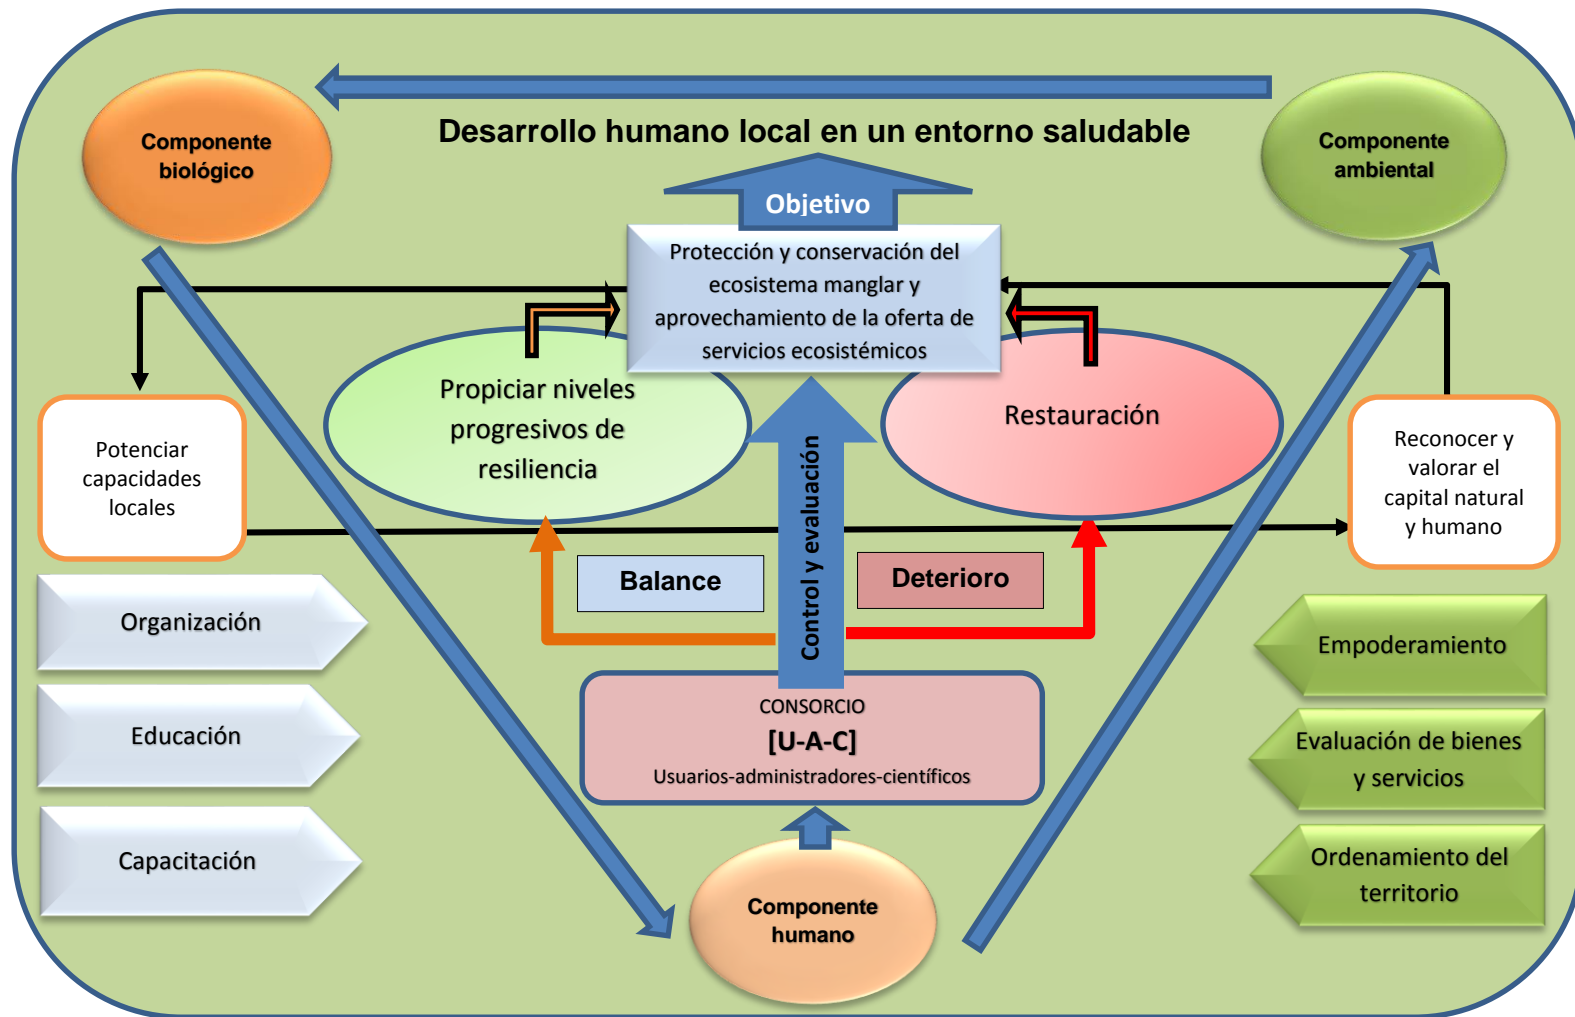 Componente
biológico
Desarrollo humano local en un entorno saludable
Componente
ambiental
Objetivo
Protección y conservación del
ecosistema manglar y
aprovechamiento de la oferta de
servicios ecosistémicos
Propiciar niveles
progresivos de
resiliencia
Restauración
Potenciar
capacidades
locales
Reconocer y
valorar el
capital natural
y humano
Control y evaluación
Balance
Deterioro
Organización
Educación
Capacitación
Empoderamiento
Evaluación de bienes
y servicios
Ordenamiento del
territorio
CONSORCIO
[U-A-C]
Usuarios-administradores-científicos
Componente
humano